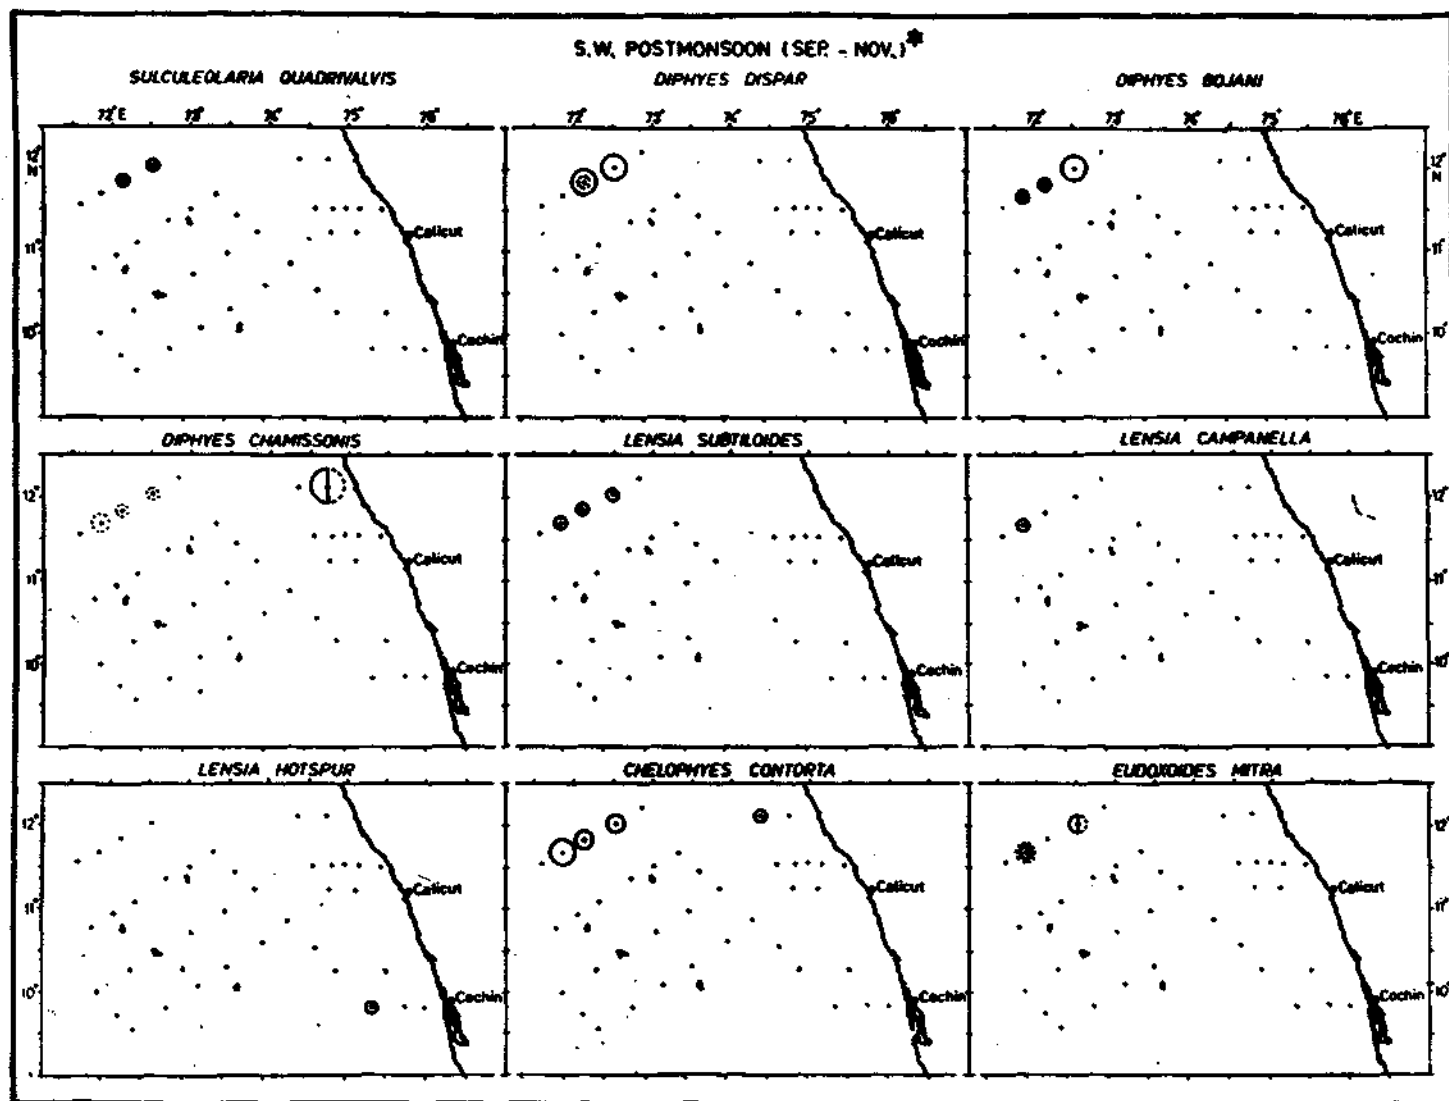 S.W. POSTMONSOON (SEP. - NOV.)*
SULCULEOLARIA QUADRIVALVIS DIPHYES DISPAR DIPHYES BOJANI
72°E 73° 74° 75° 76° 72° 73° 74° 75° 76° 72° 73° 74° 75° 76°E
12° N 12° N
Calicut Calicut Calicut
11° 11°
10° Cochin Cochin Cochin 10°
DIPHYES CHAMISSONIS LENSIA SUBTILOIDES LENSIA CAMPANELLA
12° 12°
Calicut Calicut Calicut
11° 11°
10° Cochin Cochin Cochin 10°
LENSIA HOTSPUR CHELOPHYES CONTORTA EUDOXOIDES MITRA
12° 12°
Calicut Calicut Calicut
11° 11°
10° Cochin Cochin Cochin 10°